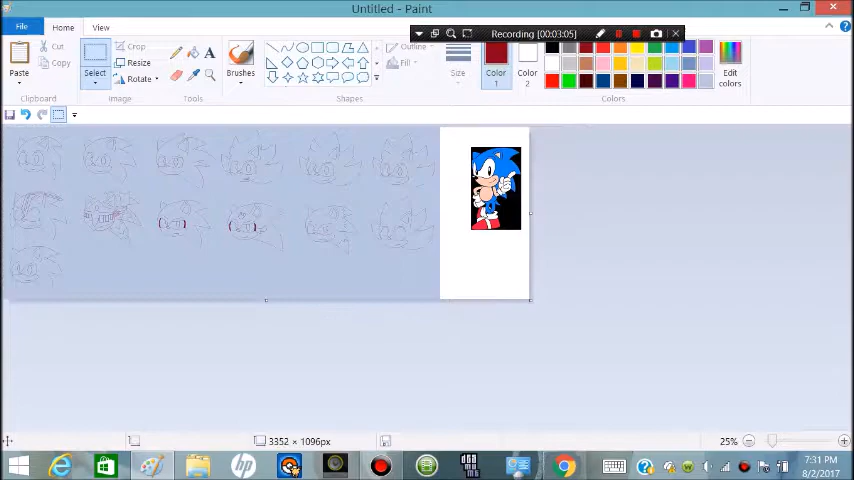 Untitled - Paint
File Home View
Recording [00:03:05]
Paste Cut Copy
Clipboard
Select Crop Resize Rotate
Image
Tools
Brushes
Outline Fill
Shapes
Size
Color 1
Color 2
Edit colors
Colors
3352 × 1096px
25%
hp
7:31 PM
8/2/2017